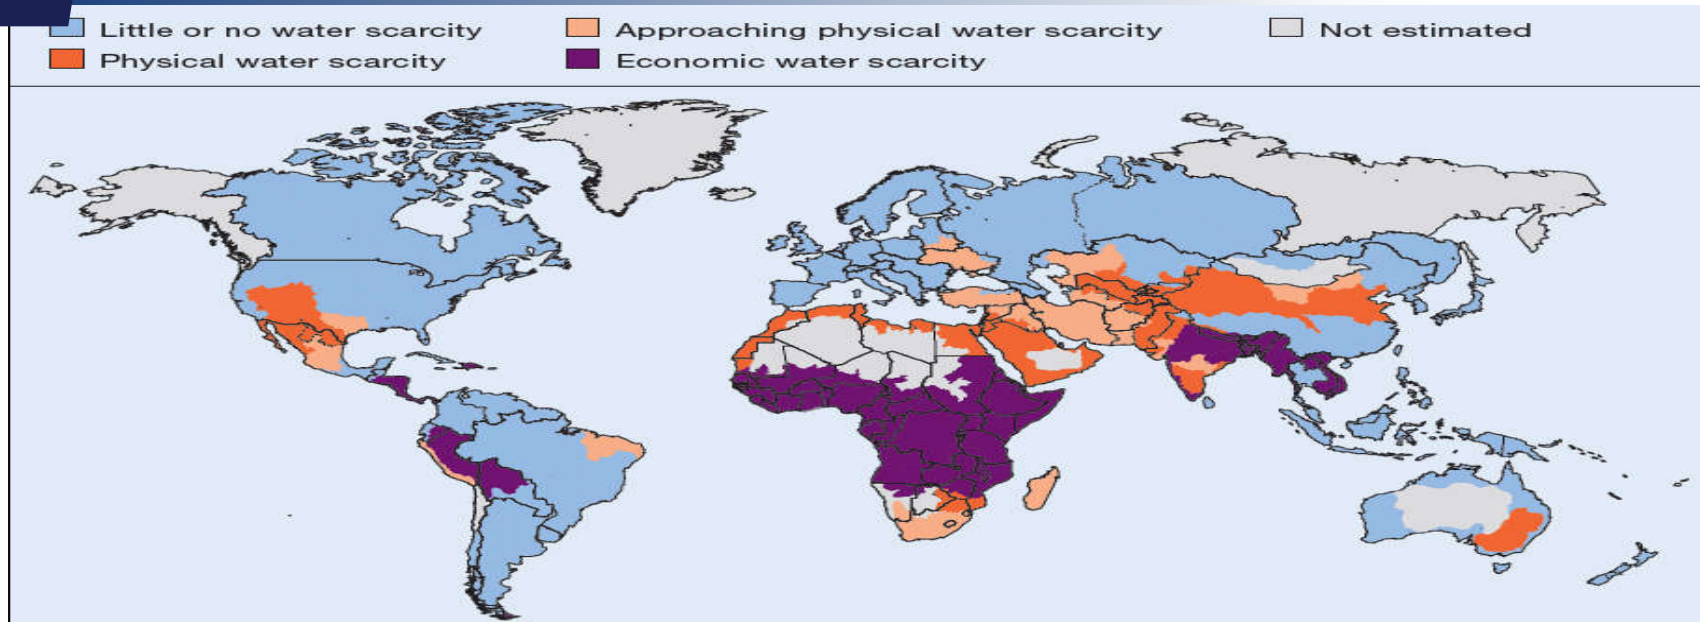 Little or no water scarcity
Approaching physical water scarcity
Not estimated
Physical water scarcity
Economic water scarcity